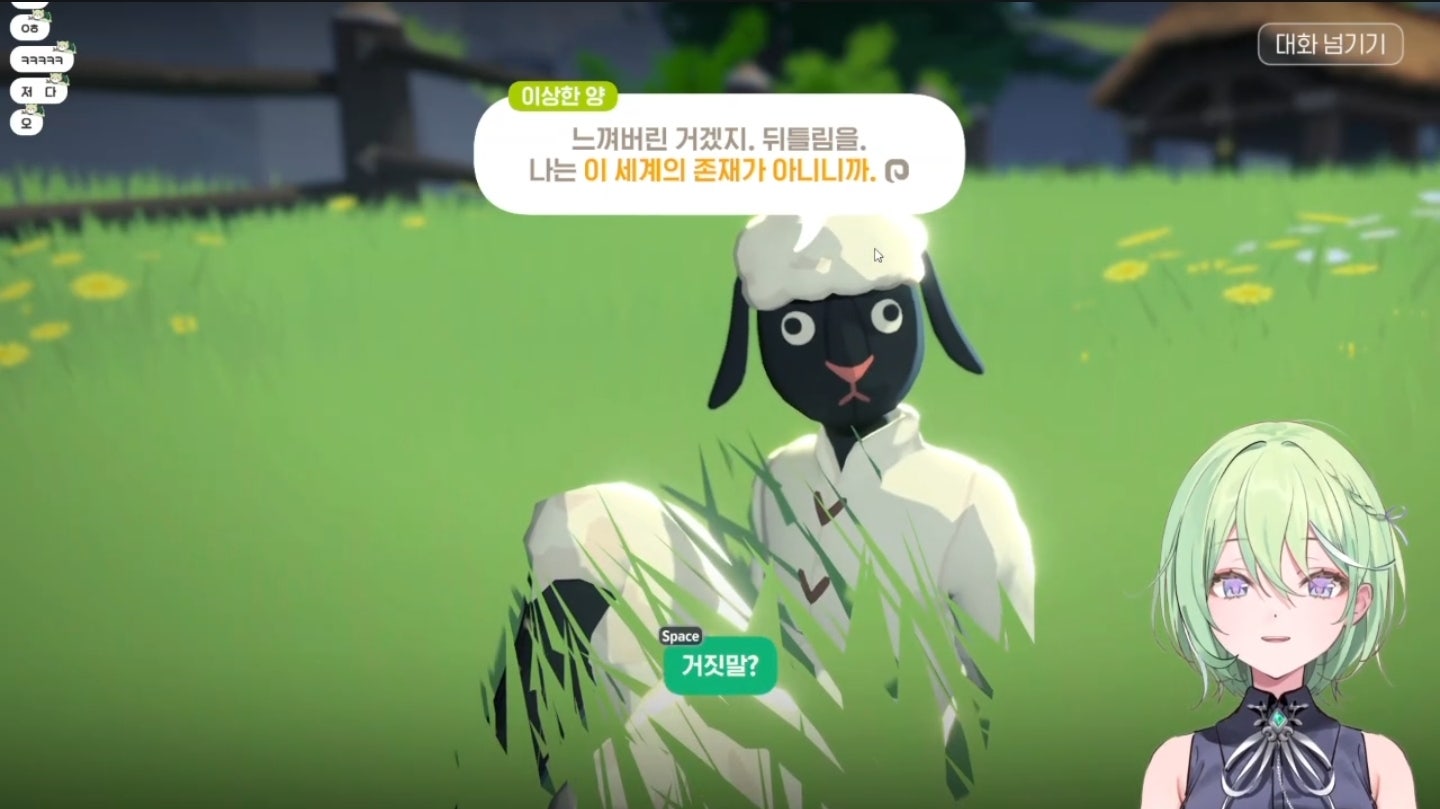 ㅇㅎ
ㅋㅋㅋㅋㅋ
저 다
오
대화 넘기기
이상한 양
느껴버린 거겠지. 뒤틀림을.
나는 이 세계의 존재가 아니니까.
Space
거짓말?